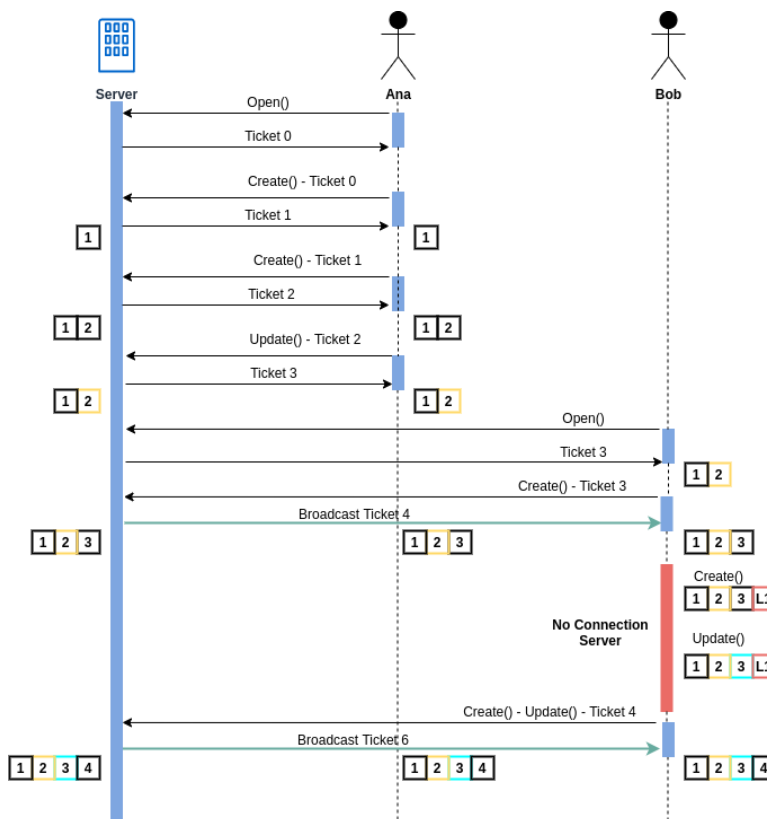 Server Ana Bob
Open()
Ticket 0
Create() - Ticket 0
Ticket 1
1 1
Create() - Ticket 1
Ticket 2
1 2 1 2
Update() - Ticket 2
Ticket 3
1 2 1 2
Open()
Ticket 3
1 2
Create() - Ticket 3
Broadcast Ticket 4
1 2 3 1 2 3 1 2 3
Create()
1 2 3 L1
No Connection
Server
Update()
1 2 3 L1
Create() - Update() - Ticket 4
Broadcast Ticket 6
1 2 3 4 1 2 3 4 1 2 3 4